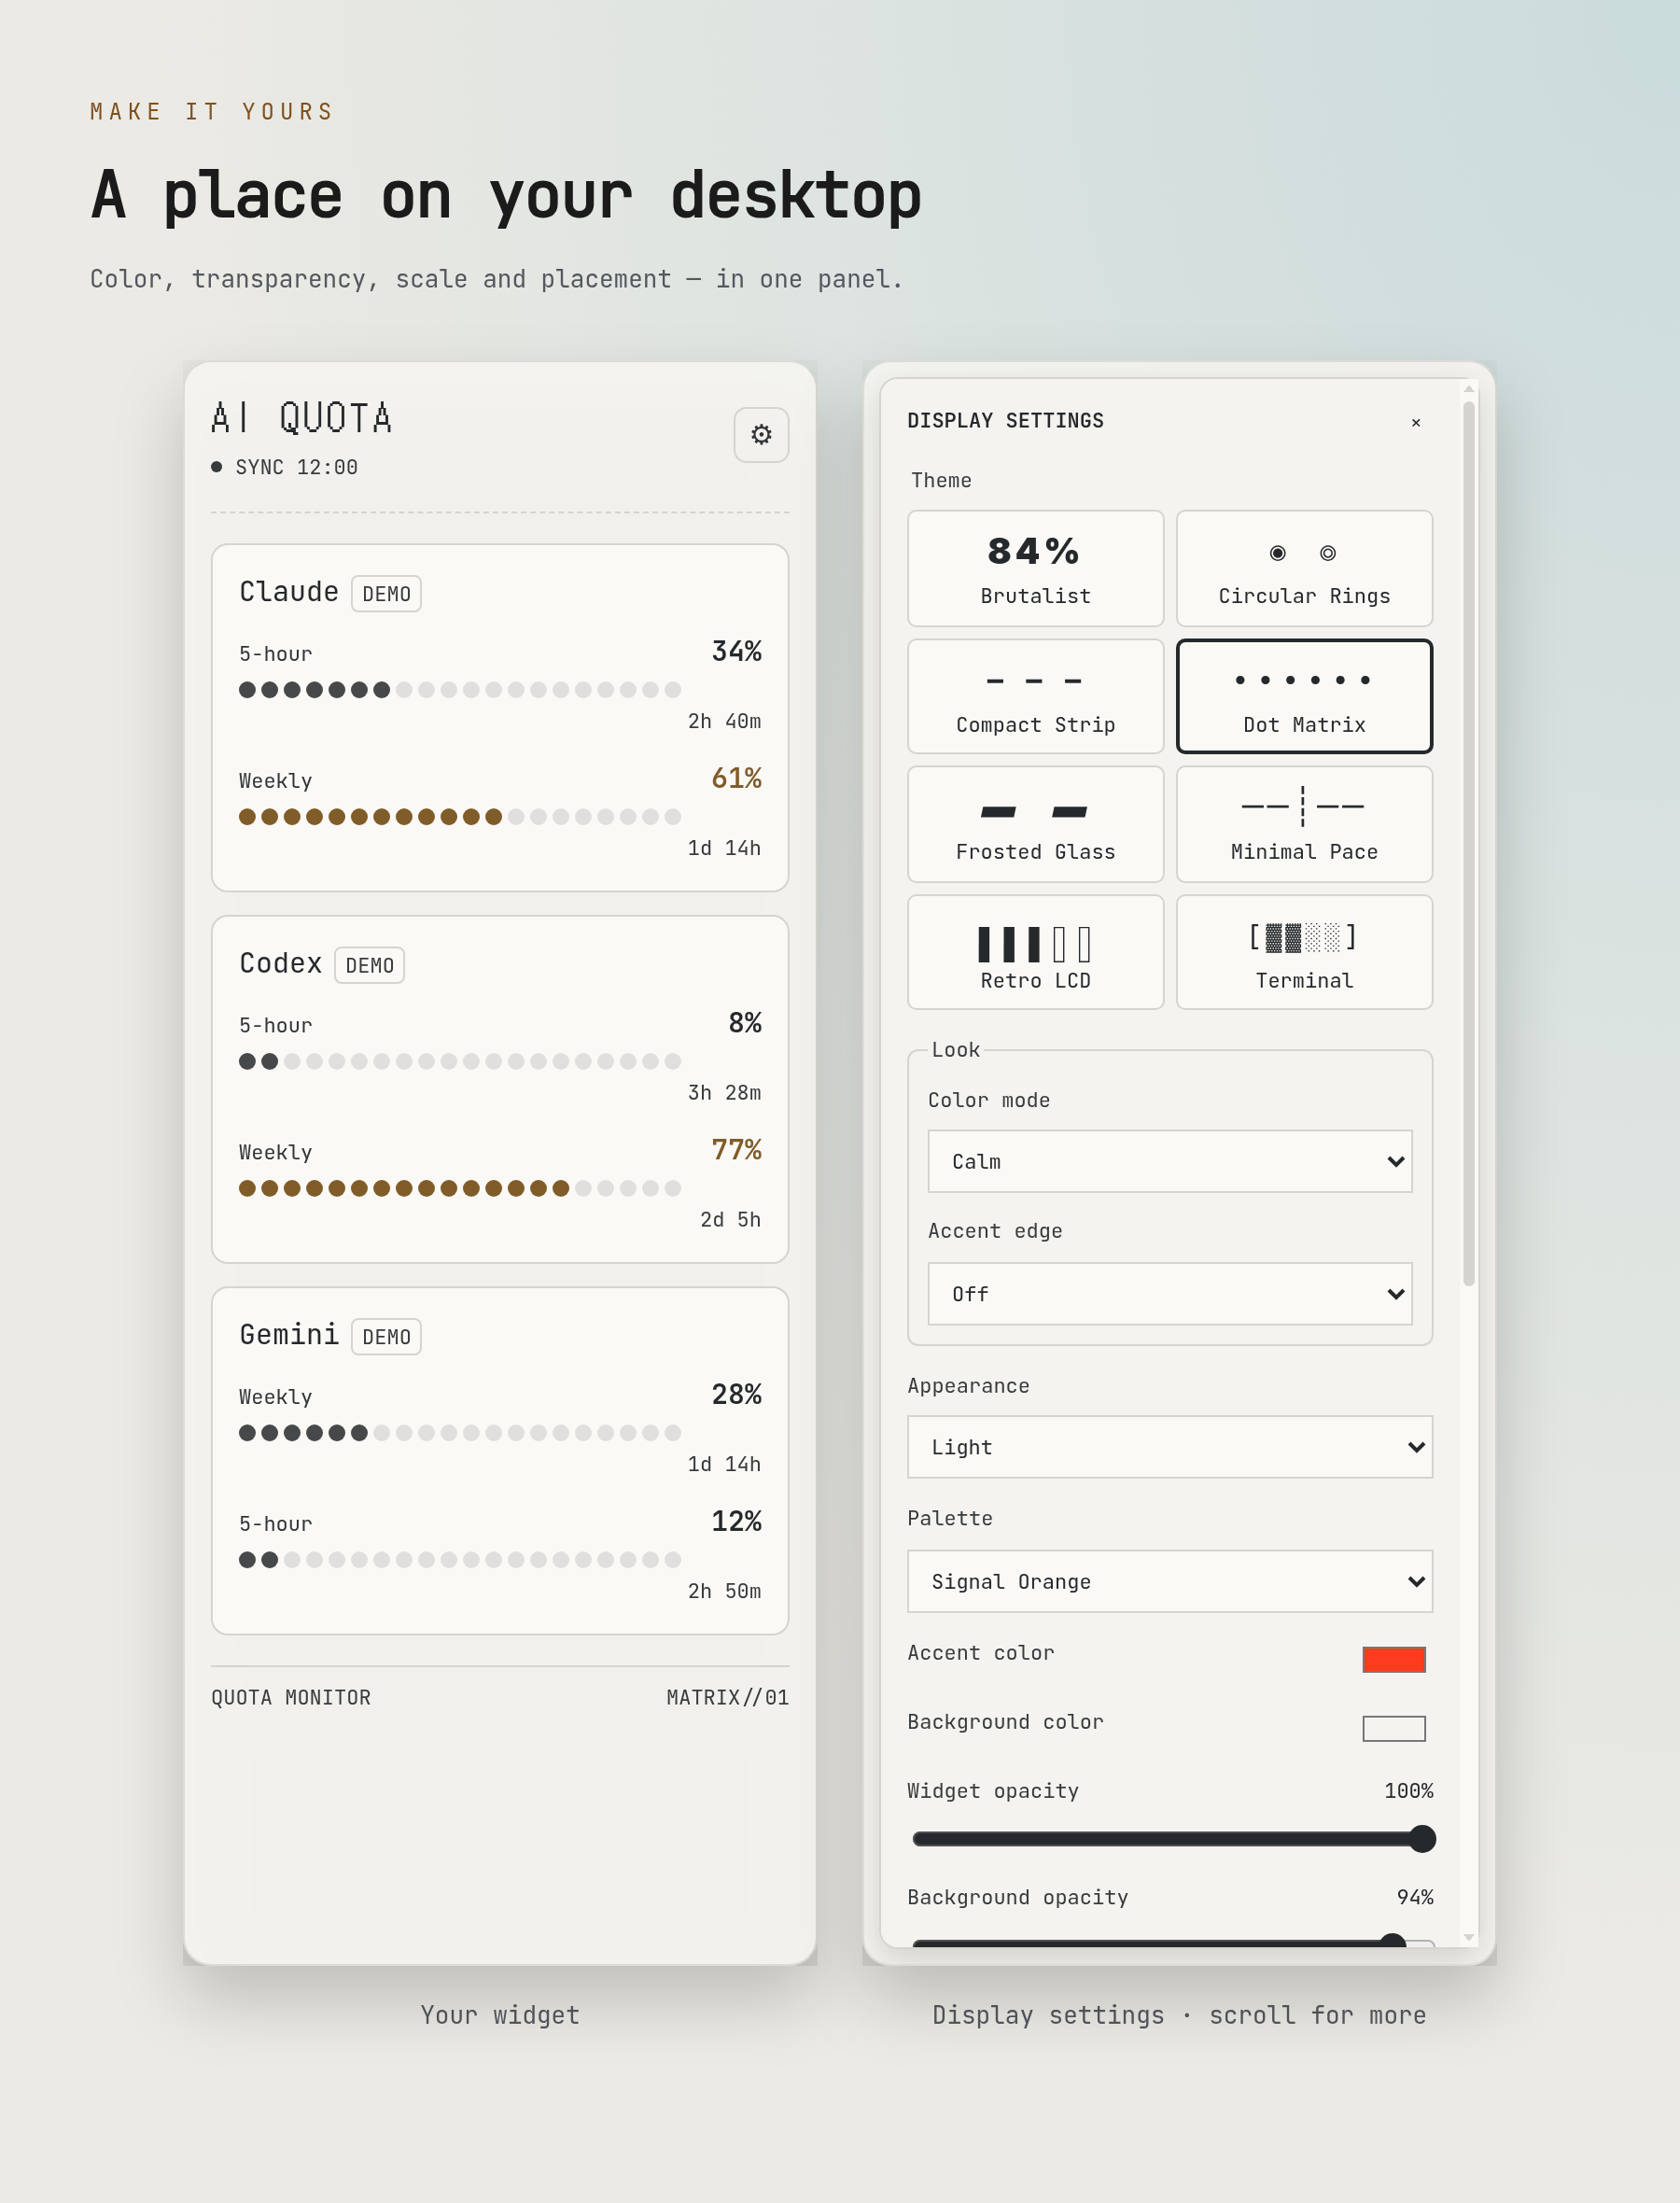 MAKE IT YOURS
A place on your desktop
Color, transparency, scale and placement — in one panel.
AI QUOTA
SYNC 12:00
Claude DEMO
5-hour 34%
2h 40m
Weekly 61%
1d 14h
Codex DEMO
5-hour 8%
3h 28m
Weekly 77%
2d 5h
Gemini DEMO
Weekly 28%
1d 14h
5-hour 12%
2h 50m
QUOTA MONITOR MATRIX//01
Your widget
DISPLAY SETTINGS ×
Theme
84%
Brutalist
Circular Rings
Compact Strip
Dot Matrix
Frosted Glass
Minimal Pace
Retro LCD
Terminal
Look
Color mode
Calm
Accent edge
Off
Appearance
Light
Palette
Signal Orange
Accent color
Background color
Widget opacity 100%
Background opacity 94%
Display settings · scroll for more